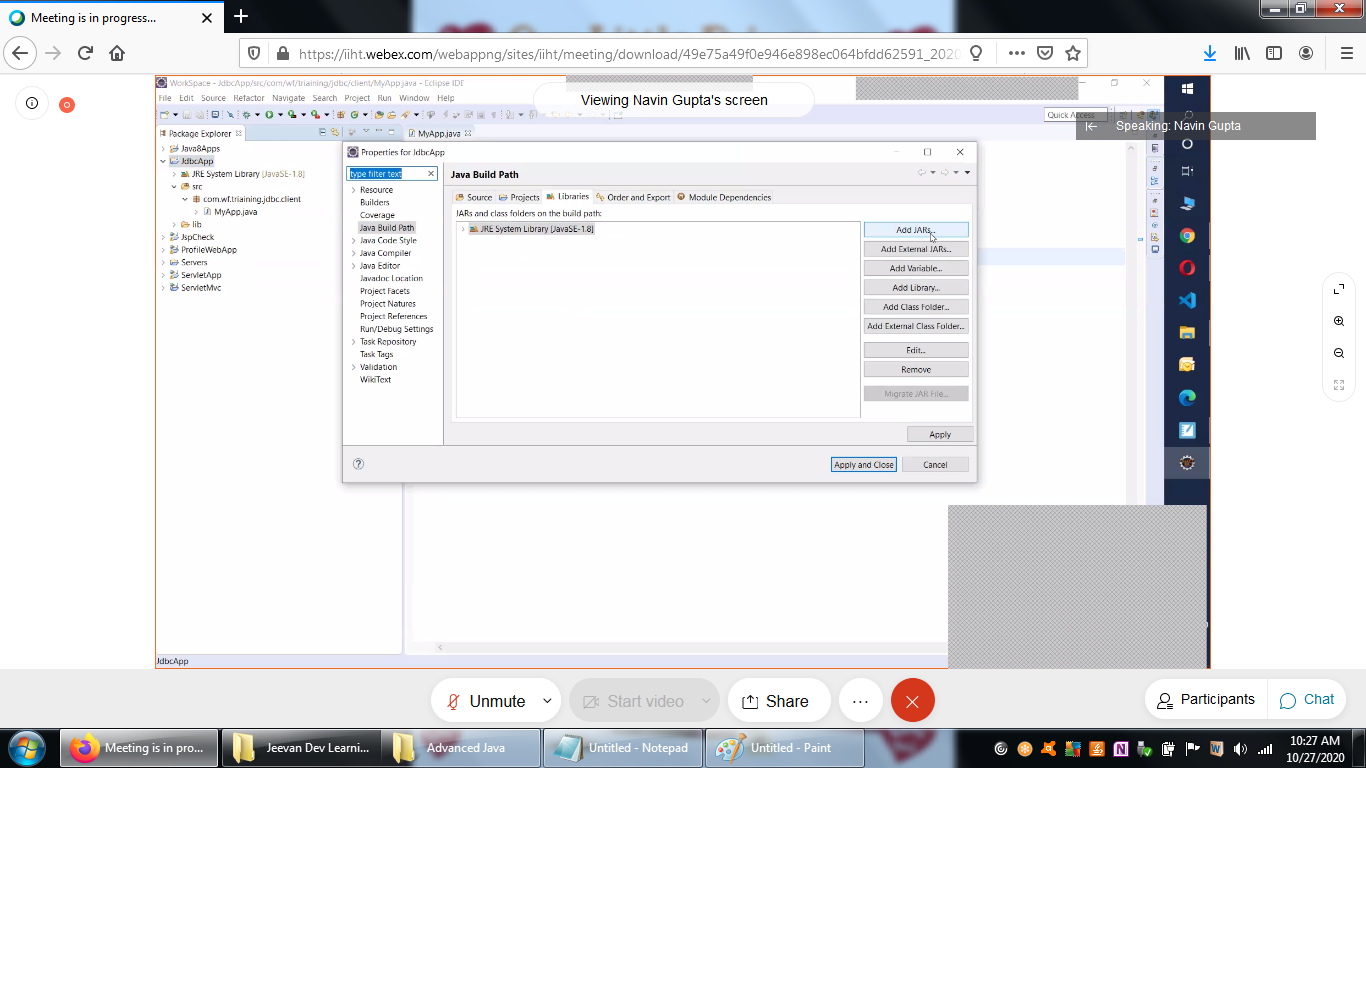 Meeting is in progress...
https://iiht.webex.com/webappng/sites/iiht/meeting/download/49e75a49f0e946e898ec064bfdd62591_2020
WorkSpace - JdbcApp/src/com/wf/triaining/jdbc/client/MyApp.java - Eclipse IDE
File Edit Source Refactor Navigate Search Project Run Window Help
Viewing Navin Gupta's screen
Quick Access
Speaking: Navin Gupta
Package Explorer
MyApp.java
Java8Apps
JdbcApp
JRE System Library [JavaSE-1.8]
src
com.wf.triaining.jdbc.client
MyApp.java
lib
JspCheck
ProfileWebApp
Servers
ServletApp
ServletMvc
Properties for JdbcApp
type filter text
Resource
Builders
Coverage
Java Build Path
Java Code Style
Java Compiler
Java Editor
Javadoc Location
Project Facets
Project Natures
Project References
Run/Debug Settings
Task Repository
Task Tags
Validation
WikiText
Java Build Path
Source Projects Libraries Order and Export Module Dependencies
JARs and class folders on the build path:
JRE System Library [JavaSE-1.8]
Add JARs...
Add External JARs...
Add Variable...
Add Library...
Add Class Folder...
Add External Class Folder...
Edit...
Remove
Migrate JAR File...
Apply
Apply and Close
Cancel
JdbcApp
Unmute
Start video
Share
Participants
Chat
Meeting is in pro...
Jeevan Dev Learni...
Advanced Java
Untitled - Notepad
Untitled - Paint
10:27 AM
10/27/2020